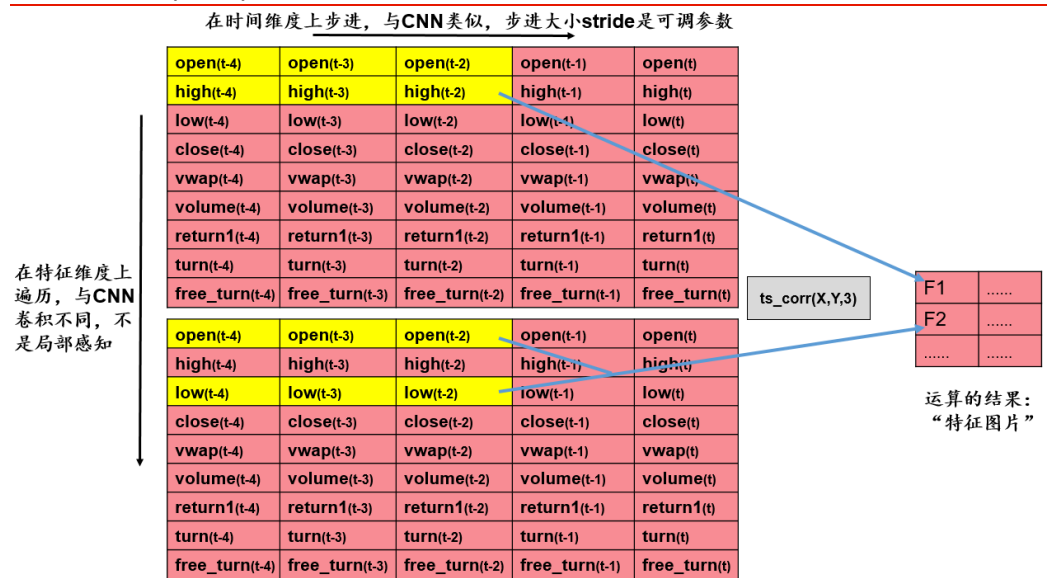 在时间维度上步进，与CNN类似，步进大小stride是可调参数
open(t-4) open(t-3) open(t-2) open(t-1) open(t)
high(t-4) high(t-3) high(t-2) high(t-1) high(t)
low(t-4) low(t-3) low(t-2) low(t-1) low(t)
close(t-4) close(t-3) close(t-2) close(t-1) close(t)
vwap(t-4) vwap(t-3) vwap(t-2) vwap(t-1) vwap(t)
volume(t-4) volume(t-3) volume(t-2) volume(t-1) volume(t)
return1(t-4) return1(t-3) return1(t-2) return1(t-1) return1(t)
turn(t-4) turn(t-3) turn(t-2) turn(t-1) turn(t)
free_turn(t-4) free_turn(t-3) free_turn(t-2) free_turn(t-1) free_turn(t)
在特征维度上
遍历，与CNN
卷积不同，不
是局部感知
ts_corr(X,Y,3)
F1 ......
F2 ......
...... ......
运算的结果：
“特征图片”
open(t-4) open(t-3) open(t-2) open(t-1) open(t)
high(t-4) high(t-3) high(t-2) high(t-1) high(t)
low(t-4) low(t-3) low(t-2) low(t-1) low(t)
close(t-4) close(t-3) close(t-2) close(t-1) close(t)
vwap(t-4) vwap(t-3) vwap(t-2) vwap(t-1) vwap(t)
volume(t-4) volume(t-3) volume(t-2) volume(t-1) volume(t)
return1(t-4) return1(t-3) return1(t-2) return1(t-1) return1(t)
turn(t-4) turn(t-3) turn(t-2) turn(t-1) turn(t)
free_turn(t-4) free_turn(t-3) free_turn(t-2) free_turn(t-1) free_turn(t)